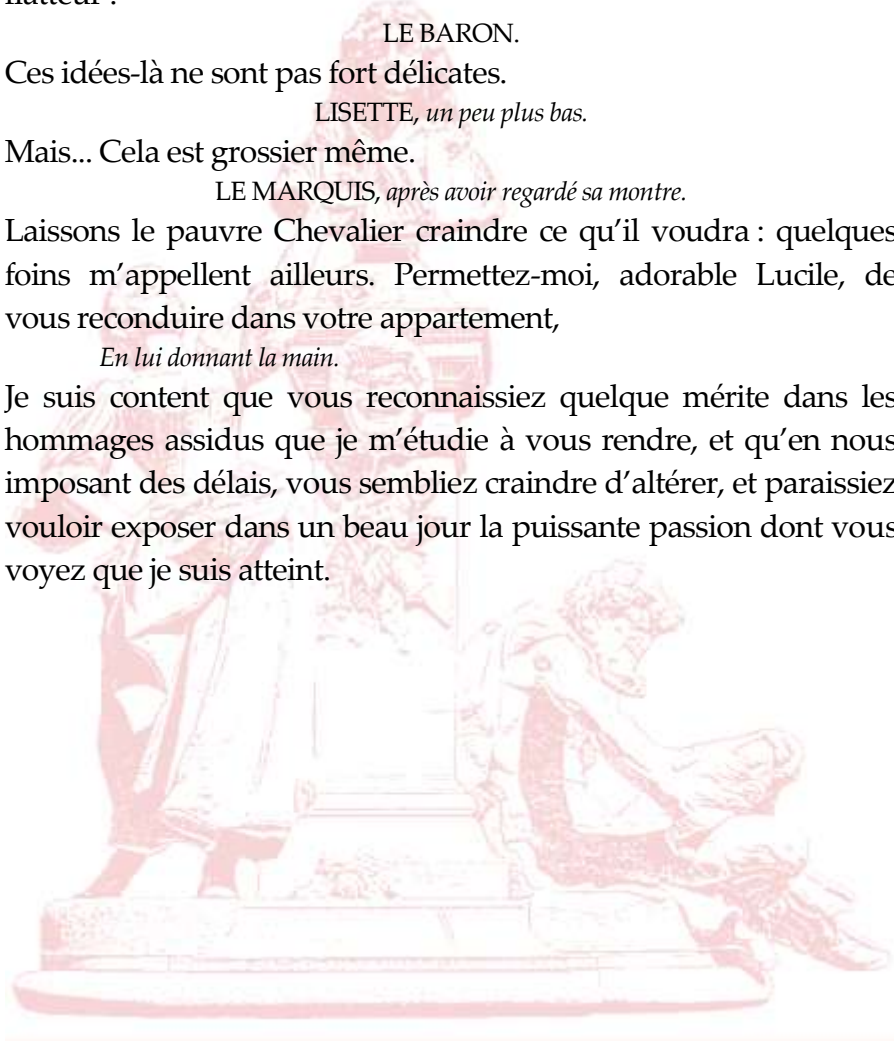 LE BARON.
Ces idées-là ne sont pas fort délicates.
LISETTE, un peu plus bas.
Mais... Cela est grossier même.
LE MARQUIS, après avoir regardé sa montre.
Laissons le pauvre Chevalier craindre ce qu’il voudra : quelques
foins m’appellent ailleurs. Permettez-moi, adorable Lucile, de
vous reconduire dans votre appartement,
En lui donnant la main.
Je suis content que vous reconnaissiez quelque mérite dans les
hommages assidus que je m’étudie à vous rendre, et qu’en nous
imposant des délais, vous sembliez craindre d’altérer, et paraissiez
vouloir exposer dans un beau jour la puissante passion dont vous
voyez que je suis atteint.